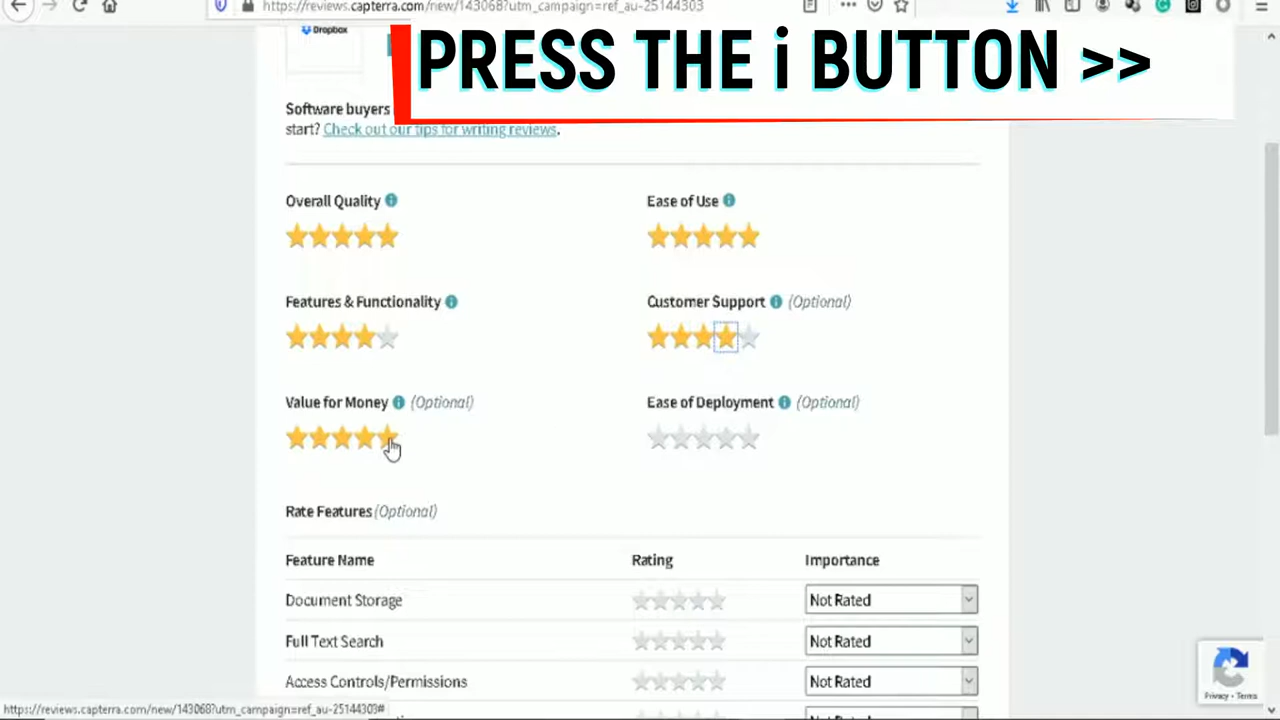 https://reviews.capterra.com/new/143068?utm_campaign=ref_au-25144303
PRESS THE i BUTTON >>
Dropbox
Software buyers
start? Check out our tips for writing reviews.
Overall Quality
Ease of Use
Features & Functionality
Customer Support (Optional)
Value for Money (Optional)
Ease of Deployment (Optional)
Rate Features (Optional)
Feature Name Rating Importance
Document Storage Not Rated
Full Text Search Not Rated
Access Controls/Permissions Not Rated
Privacy - Terms
https://reviews.capterra.com/new/143068?utm_campaign=ref_au-25144303#